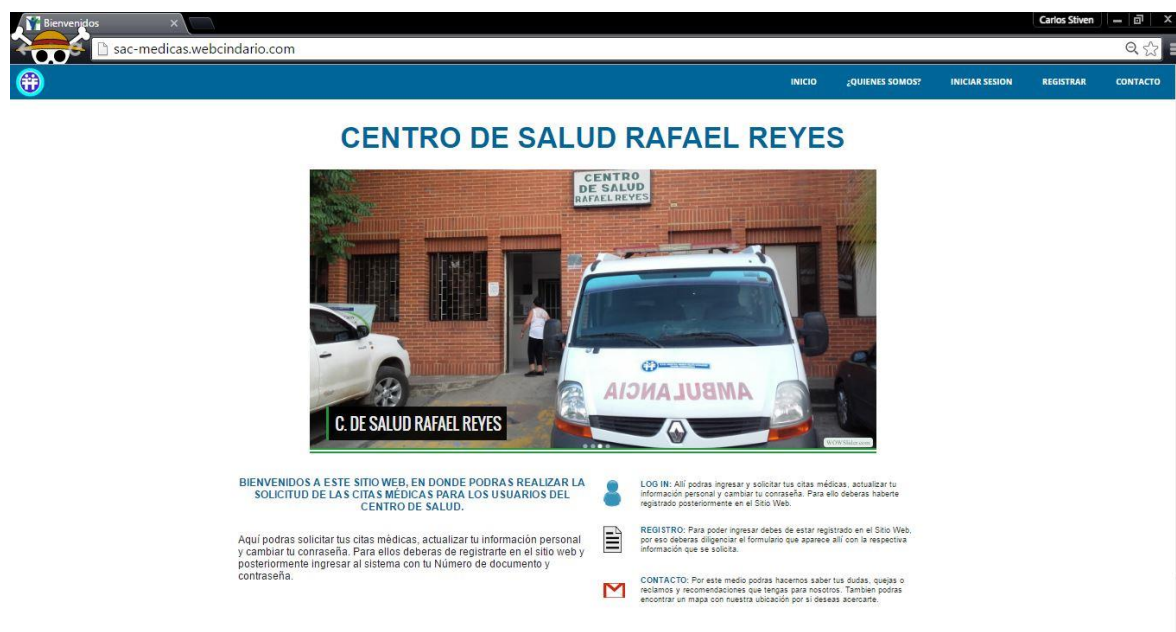 Bienvenidos
Carlos Stiven
sac-medicas.webcindario.com
INICIO ¿QUIENES SOMOS? INICIAR SESION REGISTRAR CONTACTO
CENTRO DE SALUD RAFAEL REYES
CENTRO
DE SALUD
RAFAEL REYES
AMBULANCIA
C. DE SALUD RAFAEL REYES
WOWSlider.com
BIENVENIDOS A ESTE SITIO WEB, EN DONDE PODRAS REALIZAR LA
SOLICITUD DE LAS CITAS MÉDICAS PARA LOS USUARIOS DEL
CENTRO DE SALUD.
Aquí podras solicitar tus citas mèdicas, actualizar tu información personal
y cambiar tu conraseña. Para ellos deberas de registrarte en el sitio web y
posteriormente ingresar al sistema con tu Número de documento y
contraseña.
LOG IN: Allí podras ingresar y solicitar tus citas médicas, actualizar tu
información personal y cambiar tu conraseña. Para ello deberas haberte
registrado posteriormente en el Sitio Web.
REGISTRO: Para poder ingresar debes de estar registrado en el Sitio Web,
por eso deberas diligenciar el formulario que aparece allí con la respectiva
información que se solicita.
CONTACTO: Por este medio podras hacernos saber tus dudas, quejas o
reclamos y recomendaciones que tengas para nosotros. Tambien podras
encontrar un mapa con nuestra ubicación por si deseas acercarte.